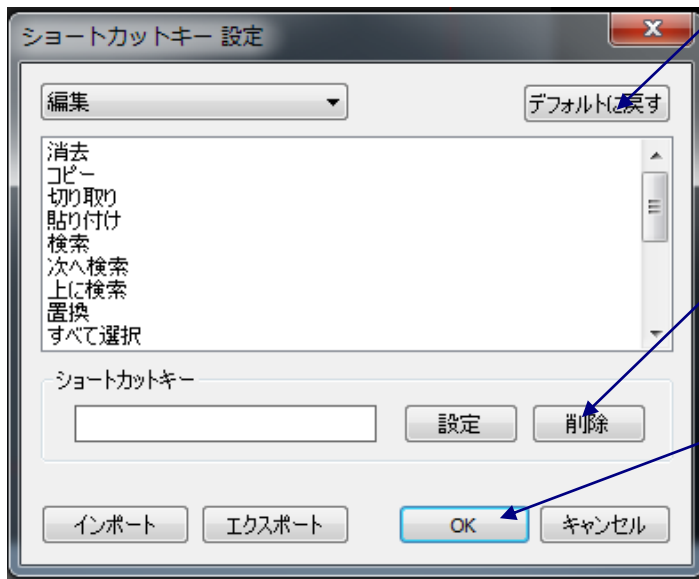 ショートカットキー 設定
編集
デフォルトに戻す
消去
コピー
切り取り
貼り付け
検索
次へ検索
上に検索
置換
すべて選択
ショートカットキー
設定
削除
インポート
エクスポート
OK
キャンセル